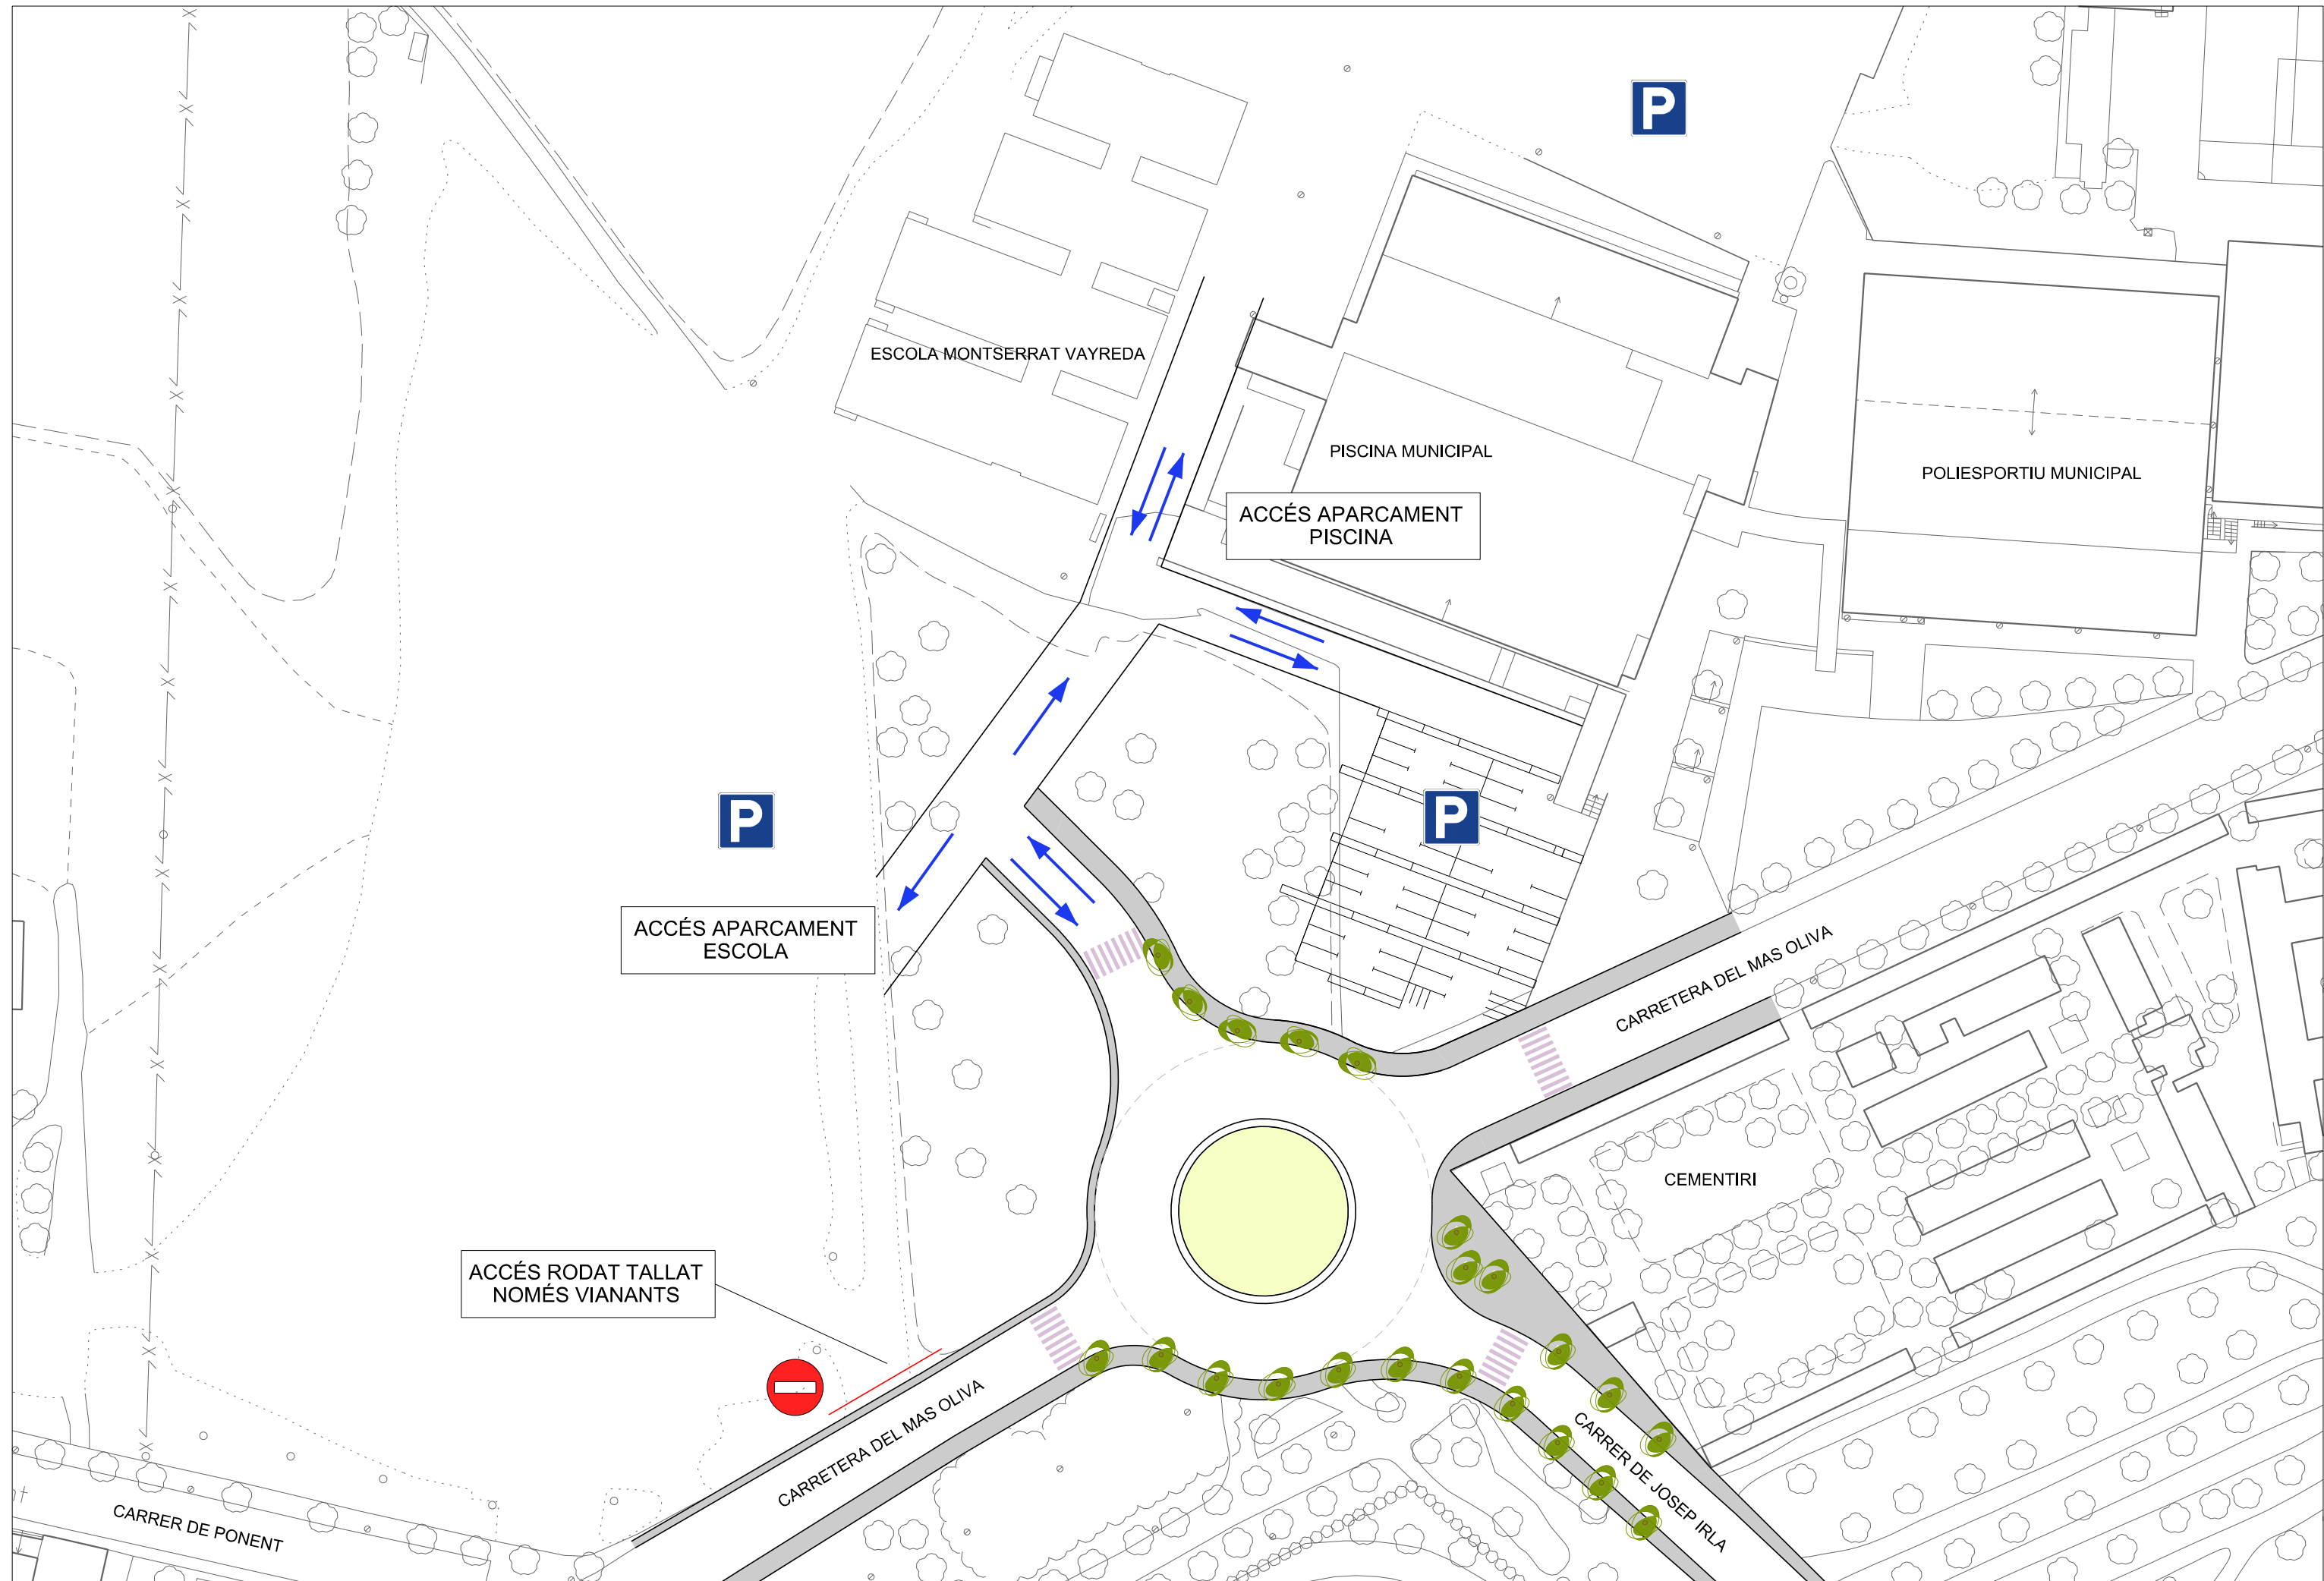 P
ESCOLA MONTSERRAT VAYREDA
PISCINA MUNICIPAL
POLIESPORTIU MUNICIPAL
ACCÉS APARCAMENT
PISCINA
P
P
ACCÉS APARCAMENT
ESCOLA
CARRETERA DEL MAS OLIVA
CEMENTIRI
ACCÉS RODAT TALLAT
NOMÉS VIANANTS
CARRETERA DEL MAS OLIVA
CARRER DE JOSEP IRLA
CARRER DE PONENT